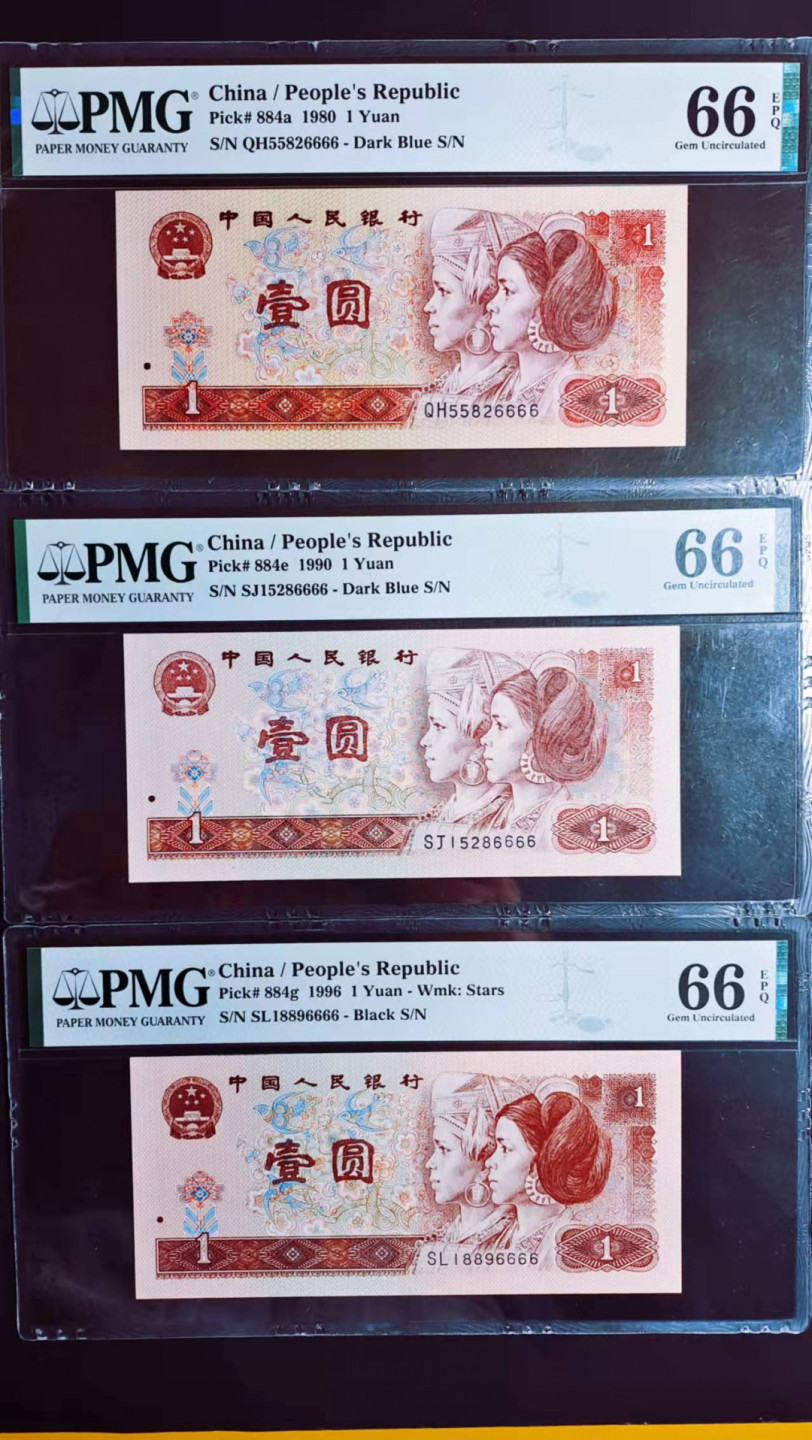 PMG®
PAPER MONEY GUARANTY
China / People's Republic
Pick# 884a 1980 1 Yuan
S/N QH55826666 - Dark Blue S/N
66
EPQ
Gem Uncirculated
中国人民银行
1
壹圆
1
QH55826666
1
PMG®
PAPER MONEY GUARANTY
China / People's Republic
Pick# 884e 1990 1 Yuan
S/N SJ15286666 - Dark Blue S/N
66
EPQ
Gem Uncirculated
中国人民银行
1
壹圆
1
SJ15286666
1
PMG®
PAPER MONEY GUARANTY
China / People's Republic
Pick# 884g 1996 1 Yuan - Wmk: Stars
S/N SL18896666 - Black S/N
66
EPQ
Gem Uncirculated
中国人民银行
1
壹圆
1
SL18896666
1